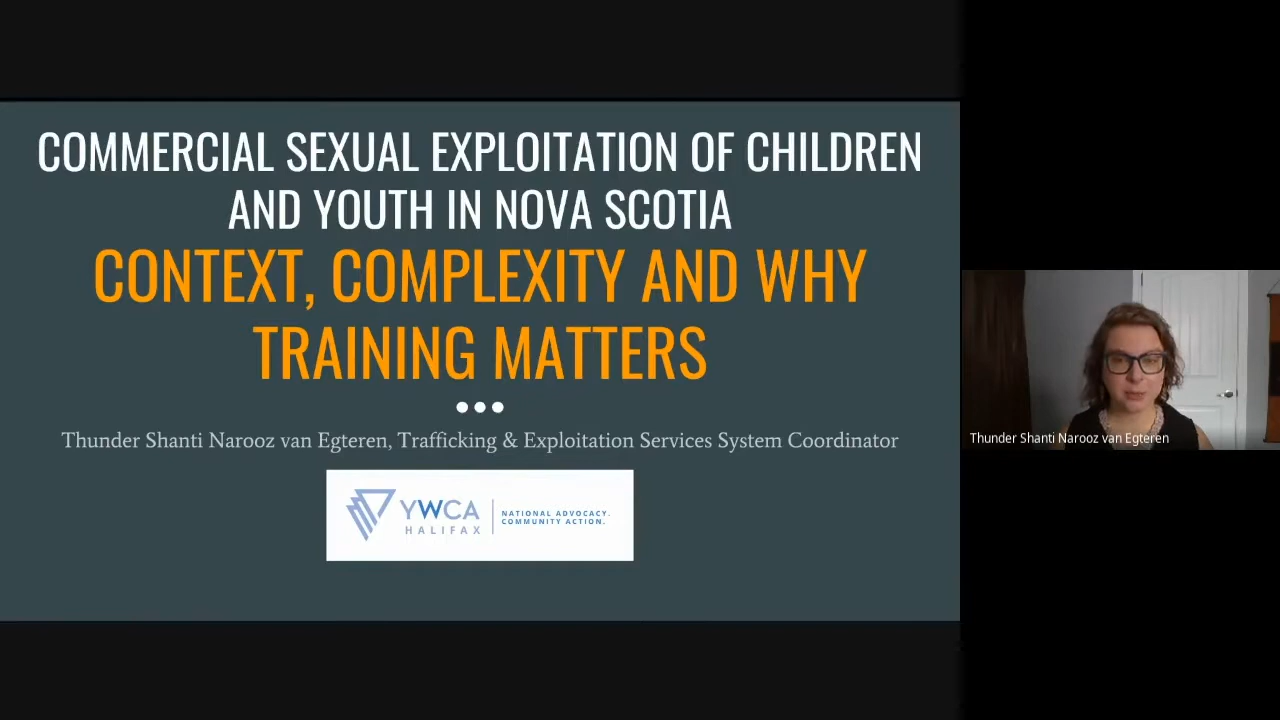 COMMERCIAL SEXUAL EXPLOITATION OF CHILDREN
AND YOUTH IN NOVA SCOTIA
CONTEXT, COMPLEXITY AND WHY
TRAINING MATTERS
Thunder Shanti Narooz van Egteren, Trafficking & Exploitation Services System Coordinator
YWCA
HALIFAX
NATIONAL ADVOCACY.
COMMUNITY ACTION.
Thunder Shanti Narooz van Egteren